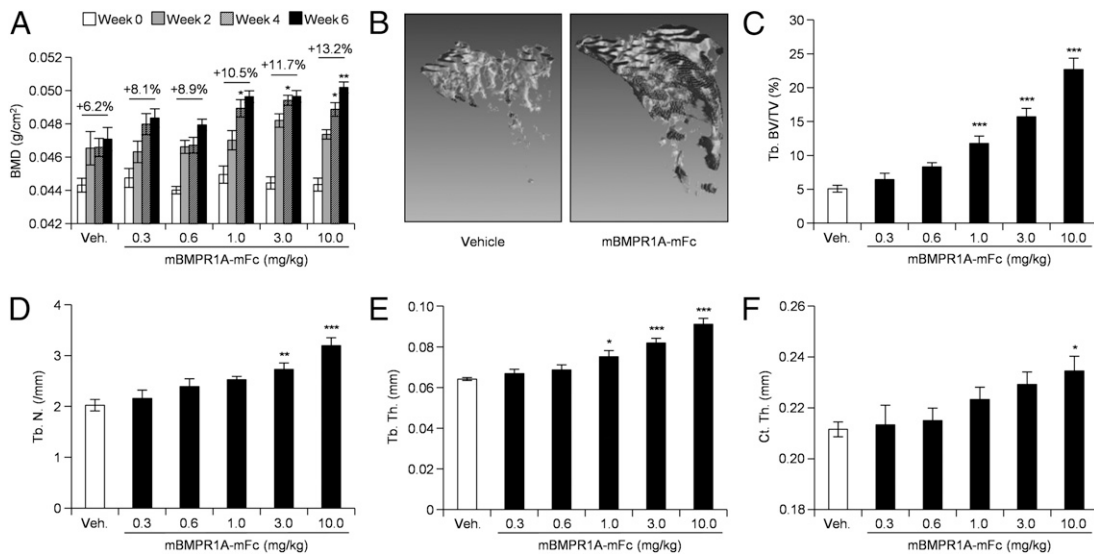 A
Week 0 Week 2 Week 4 Week 6
BMD (g/cm²)
0.052
0.050
0.048
0.046
0.044
0.042
+6.2%
+8.1%
+8.9%
+10.5%
+11.7%
+13.2%
* * * **
Veh. 0.3 0.6 1.0 3.0 10.0
mBMPR1A-mFc (mg/kg)
B
Vehicle mBMPR1A-mFc
C
Tb. BV/TV (%)
30
25
20
15
10
5
0
*** *** ***
Veh. 0.3 0.6 1.0 3.0 10.0
mBMPR1A-mFc (mg/kg)
D
Tb. N. (/mm)
4
3
2
1
0
** ***
Veh. 0.3 0.6 1.0 3.0 10.0
mBMPR1A-mFc (mg/kg)
E
Tb. Th. (mm)
0.10
0.08
0.06
0.04
0.02
0.00
* *** ***
Veh. 0.3 0.6 1.0 3.0 10.0
mBMPR1A-mFc (mg/kg)
F
Ct. Th. (mm)
0.26
0.24
0.22
0.20
0.18
*
Veh. 0.3 0.6 1.0 3.0 10.0
mBMPR1A-mFc (mg/kg)